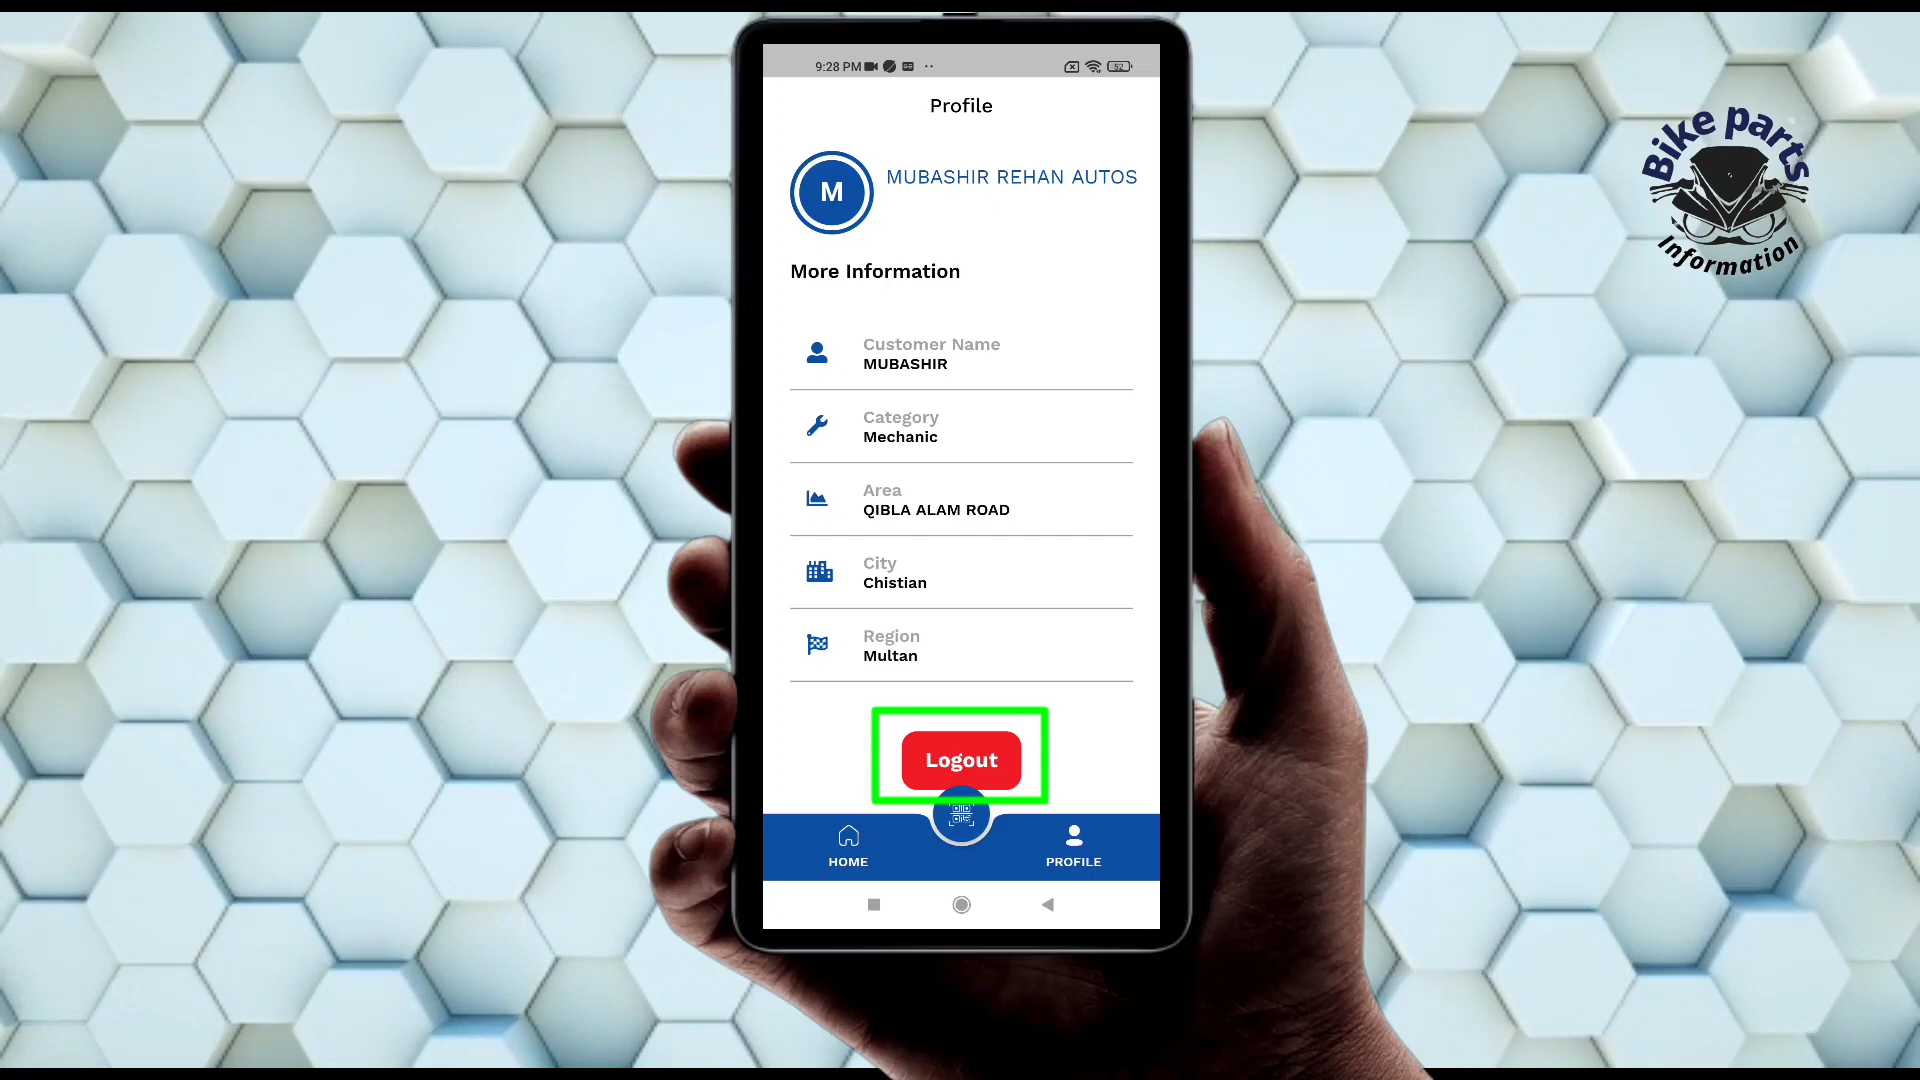 9:28 PM
52
Profile
M
MUBASHIR REHAN AUTOS
More Information
Customer Name
MUBASHIR
Category
Mechanic
Area
QIBLA ALAM ROAD
City
Chistian
Region
Multan
Logout
HOME
PROFILE
Bike parts
Information